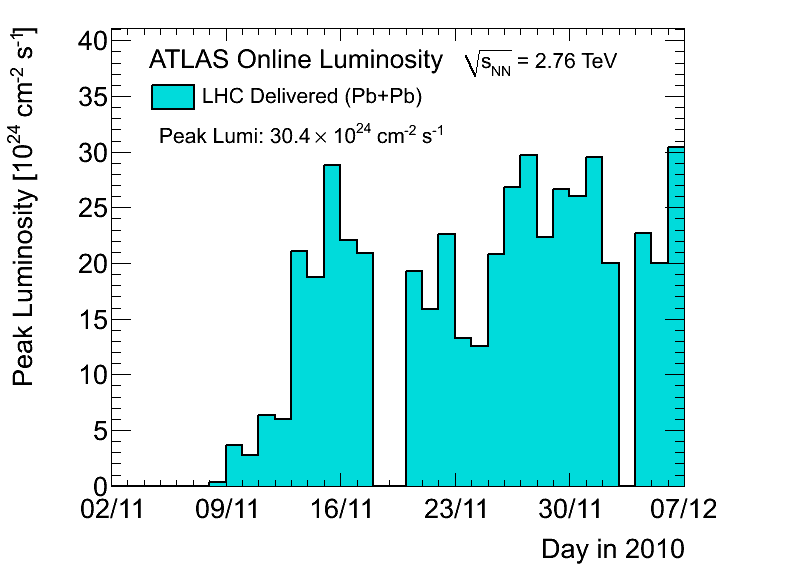 ATLAS Online Luminosity √sNN = 2.76 TeV
LHC Delivered (Pb+Pb)
Peak Lumi: 30.4 × 10²⁴ cm⁻² s⁻¹
Peak Luminosity [10²⁴ cm⁻² s⁻¹]
40
35
30
25
20
15
10
5
0
02/11 09/11 16/11 23/11 30/11 07/12
Day in 2010